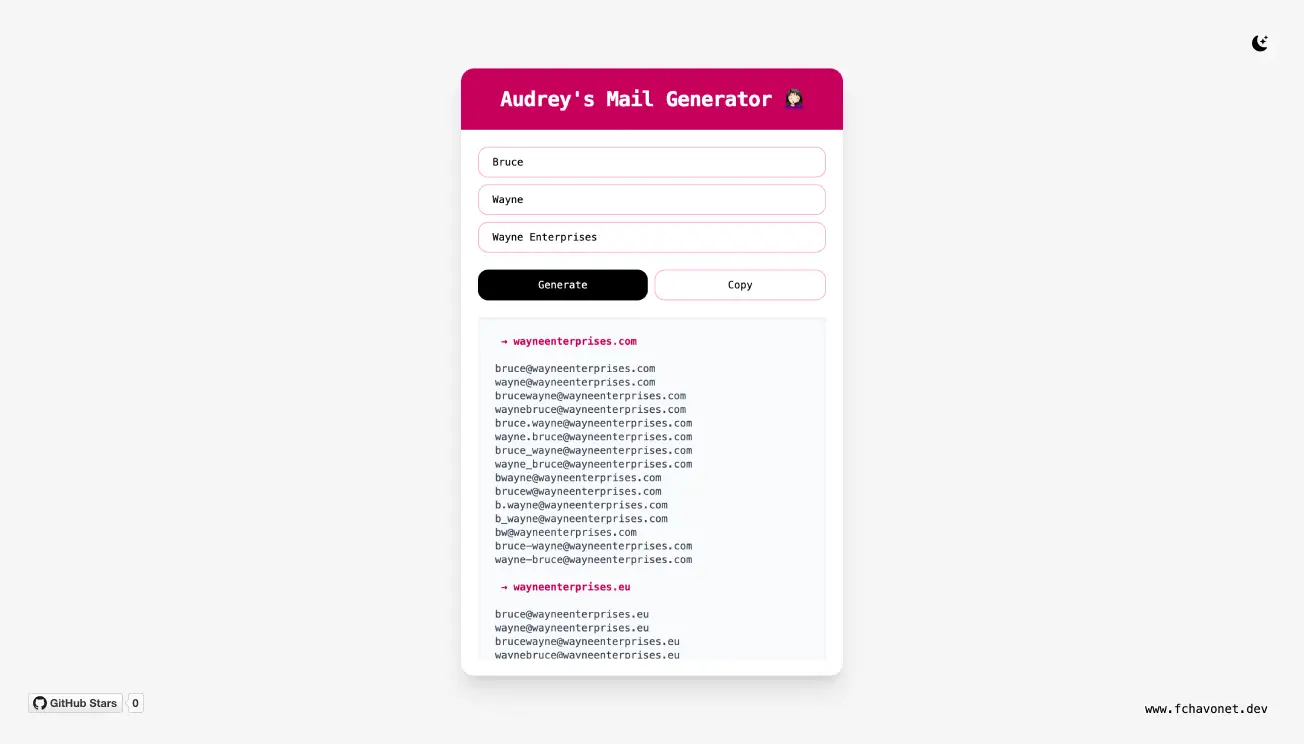 Audrey's Mail Generator
Bruce
Wayne
Wayne Enterprises
Generate
Copy
→ wayneenterprises.com
bruce@wayneenterprises.com
wayne@wayneenterprises.com
brucewayne@wayneenterprises.com
waynebruce@wayneenterprises.com
bruce.wayne@wayneenterprises.com
wayne.bruce@wayneenterprises.com
bruce_wayne@wayneenterprises.com
wayne_bruce@wayneenterprises.com
bwayne@wayneenterprises.com
brucew@wayneenterprises.com
b.wayne@wayneenterprises.com
b_wayne@wayneenterprises.com
bw@wayneenterprises.com
bruce-wayne@wayneenterprises.com
wayne-bruce@wayneenterprises.com
→ wayneenterprises.eu
bruce@wayneenterprises.eu
wayne@wayneenterprises.eu
brucewayne@wayneenterprises.eu
waynebruce@wayneenterprises.eu
GitHub Stars 0
www.fchavonet.dev